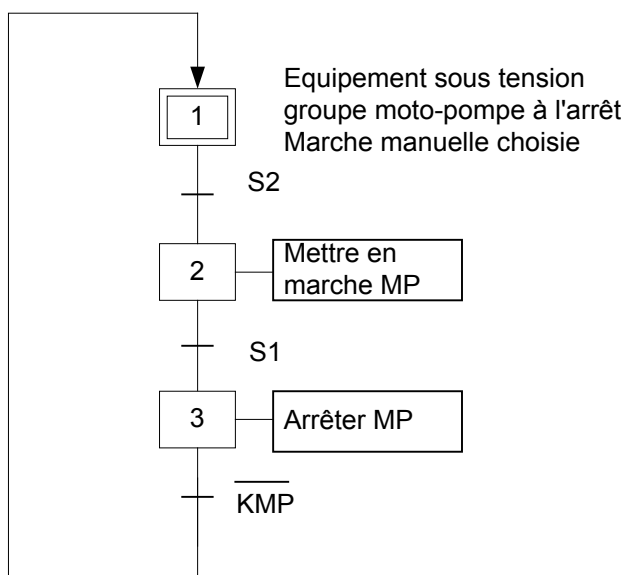 Equipement sous tension
groupe moto-pompe à l'arrêt
Marche manuelle choisie
1
S2
2
Mettre en
marche MP
S1
3
Arrêter MP
K̅M̅P̅